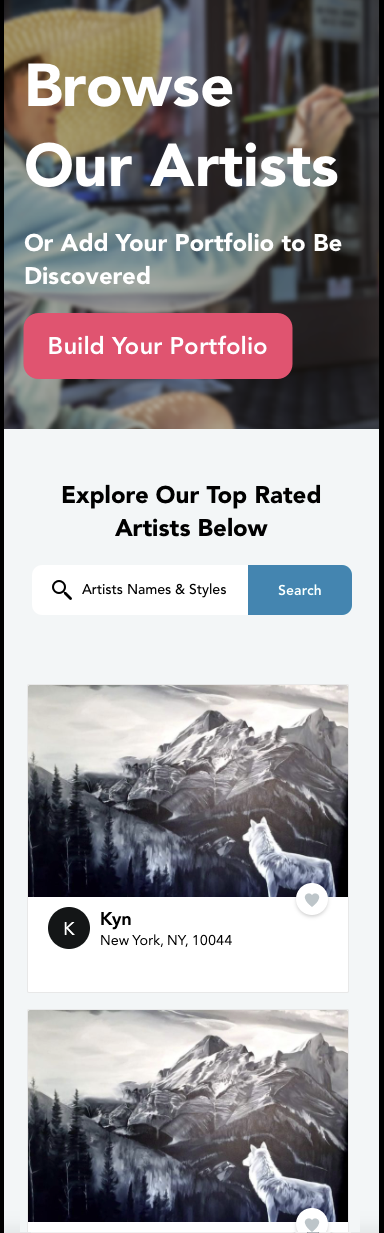 Browse
Our Artists
Or Add Your Portfolio to Be
Discovered
Build Your Portfolio
Explore Our Top Rated
Artists Below
Artists Names & Styles
Search
K
Kyn
New York, NY, 10044